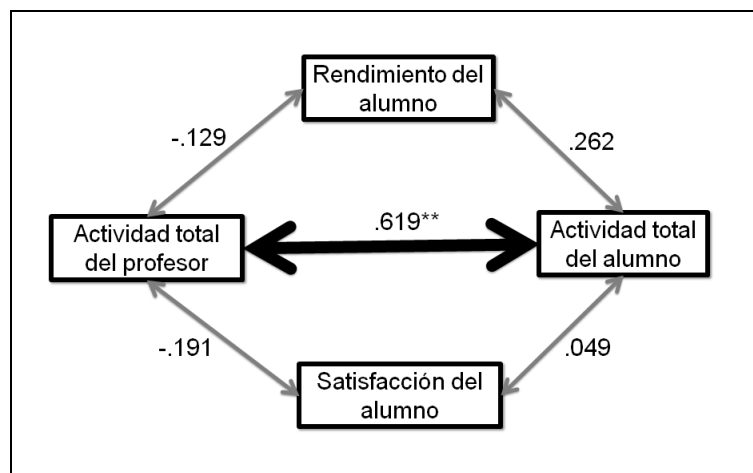 Rendimiento del
alumno
-.129
.262
.619**
Actividad total
del profesor
Actividad total
del alumno
-.191
.049
Satisfacción del
alumno